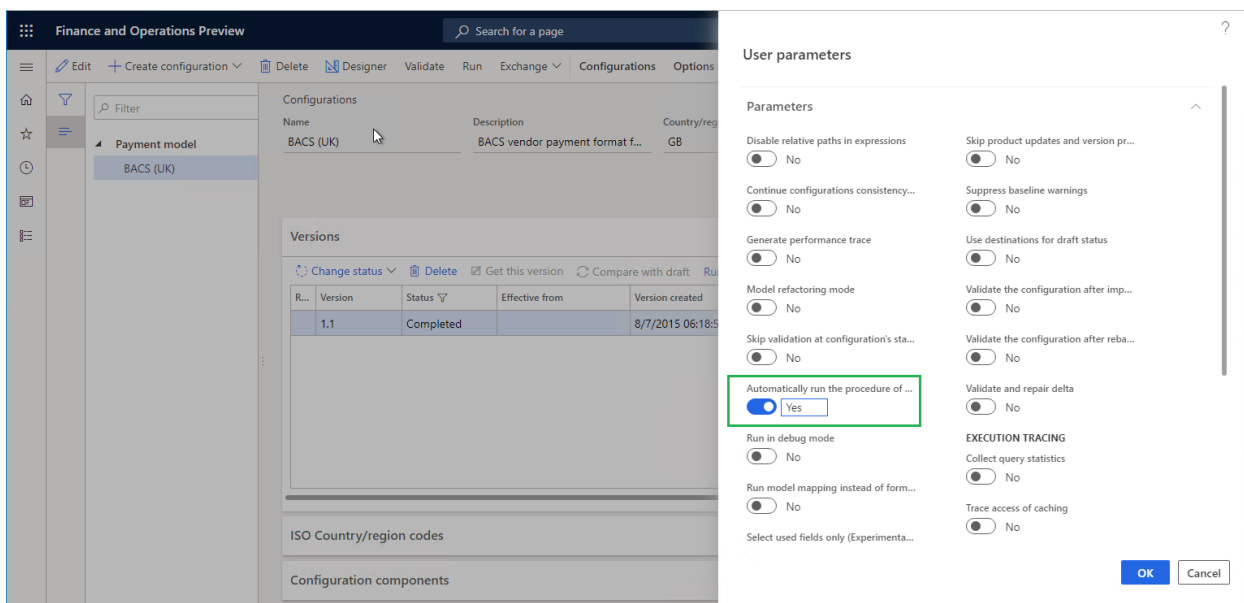 Finance and Operations Preview
Search for a page
?
Edit
Create configuration
Delete
Designer
Validate
Run
Exchange
Configurations
Options
Filter
Payment model
BACS (UK)
Configurations
Name
Description
Country/reg
BACS (UK)
BACS vendor payment format f...
GB
Versions
Change status
Delete
Get this version
Compare with draft
Ru
R...
Version
Status
Effective from
Version created
1.1
Completed
8/7/2015 06:18:5
ISO Country/region codes
Configuration components
User parameters
Parameters
Disable relative paths in expressions
No
Continue configurations consistency...
No
Generate performance trace
No
Model refactoring mode
No
Skip validation at configuration's sta...
No
Automatically run the procedure of ...
Yes
Run in debug mode
No
Run model mapping instead of form...
No
Select used fields only (Experimenta...
Skip product updates and version pr...
No
Suppress baseline warnings
No
Use destinations for draft status
No
Validate the configuration after imp...
No
Validate the configuration after reba...
No
Validate and repair delta
No
EXECUTION TRACING
Collect query statistics
No
Trace access of caching
No
OK
Cancel